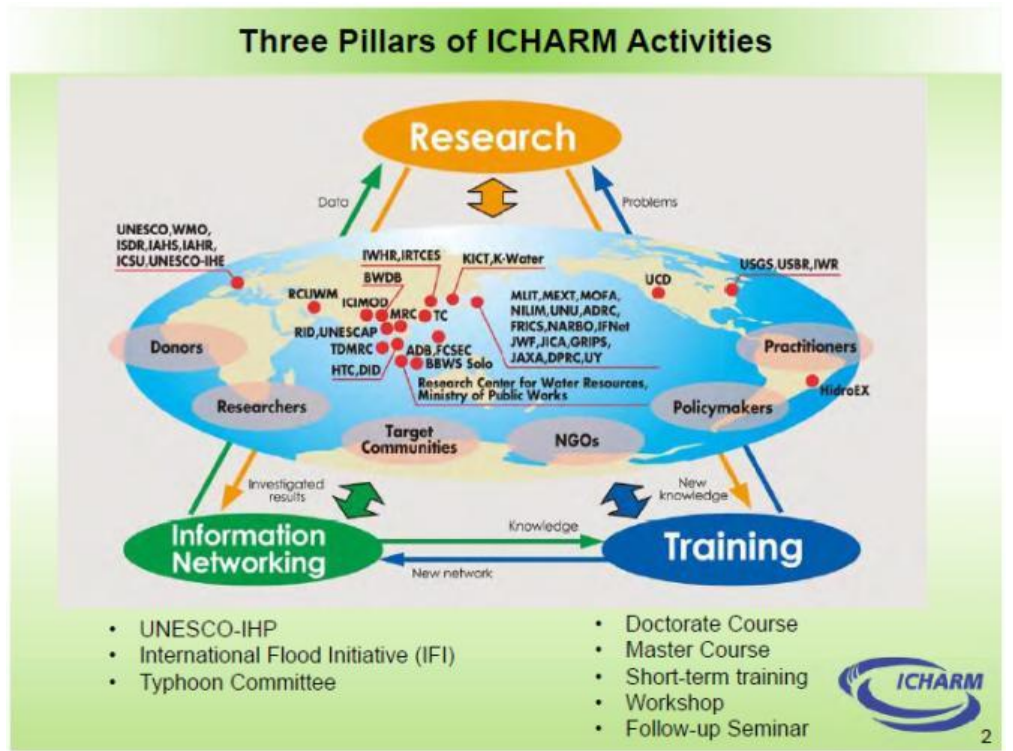 Three Pillars of ICHARM Activities
Research
Data
Problems
UNESCO,WMO,
ISDR,IAHS,IAHR,
ICSU,UNESCO-IHE
IWHR,IRTCES
KICT,K-Water
BWDB
USGS,USBR,IWR
UCD
RCUWM
ICIMOD
MRC
TC
MLIT,MEXT,MOFA,
NILIM,UNU,ADRC,
FRICS,NARBO,IFNet
JWF,JICA,GRIPS,
JAXA,DPRC,UY
RID,UNESCAP
TDMRC
ADB,FCSEC
HTC,DID
BBWS Solo
Research Center for Water Resources,
Ministry of Public Works
Donors
Practitioners
HidroEX
Researchers
Policymakers
Target
Communities
NGOs
Investigated
results
New
knowledge
Information
Networking
Knowledge
New network
Training
• UNESCO-IHP
• International Flood Initiative (IFI)
• Typhoon Committee
• Doctorate Course
• Master Course
• Short-term training
• Workshop
• Follow-up Seminar
ICHARM
2